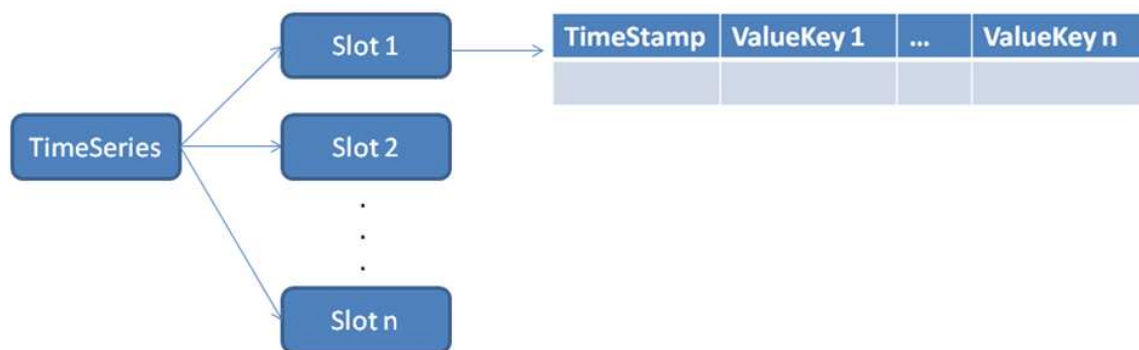 Slot 1
TimeStamp ValueKey 1 ... ValueKey n
TimeSeries
Slot 2
.
.
.
Slot n